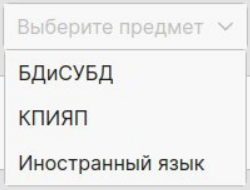 Выберите предмет
БДиСУБД
КПИЯП
Иностранный язык